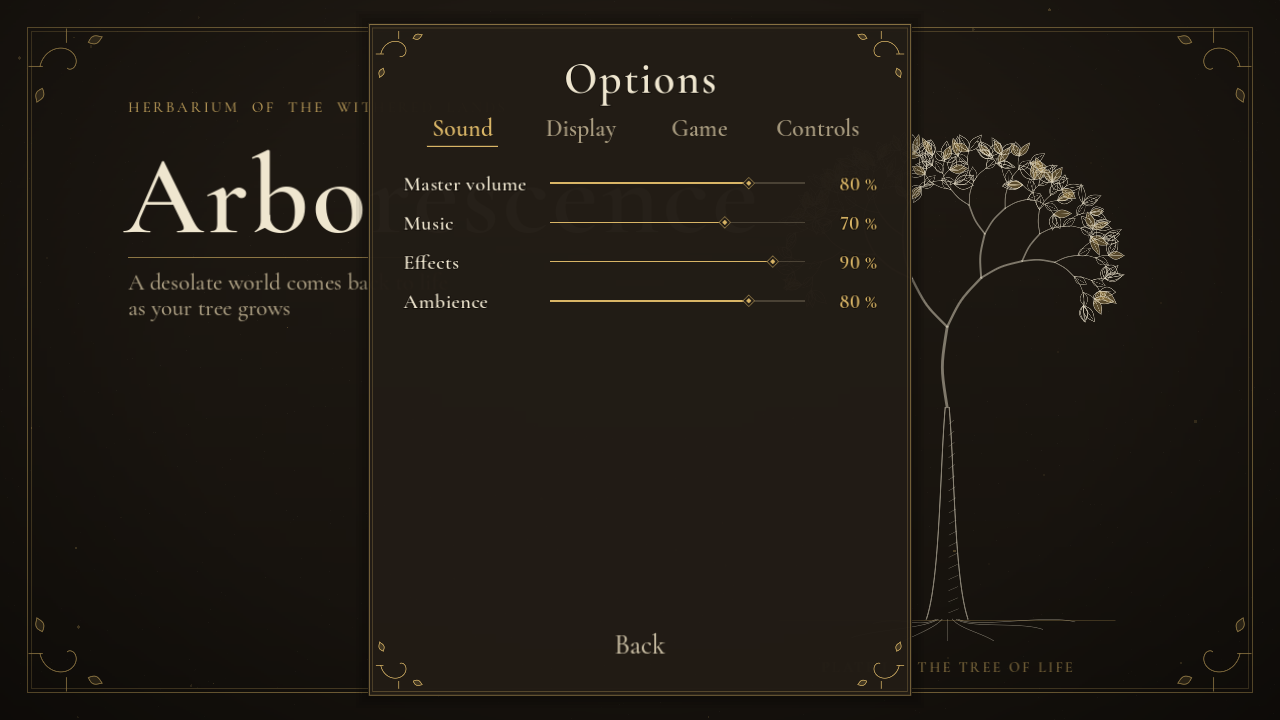 HERBARIUM OF THE WIT
Arborescence
A desolate world comes ba
as your tree grows
Options
Sound Display Game Controls
Master volume 80 %
Music 70 %
Effects 90 %
Ambience 80 %
Back
THE TREE OF LIFE